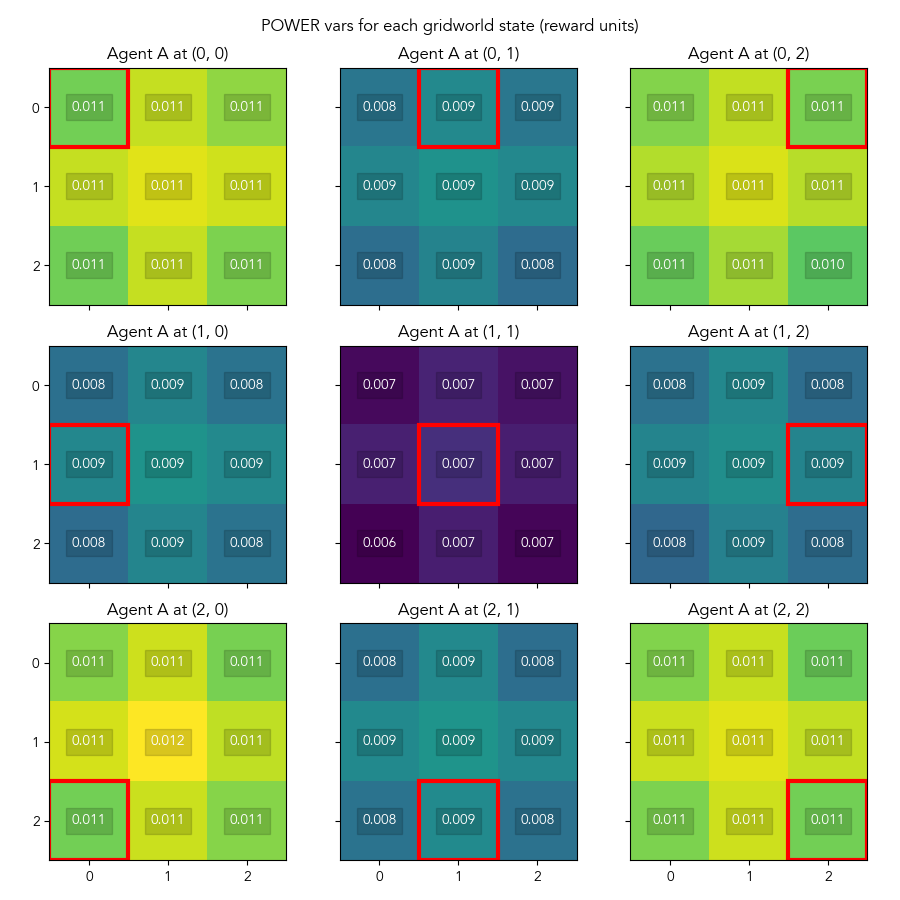 POWER vars for each gridworld state (reward units)
Agent A at (0, 0) Agent A at (0, 1) Agent A at (0, 2)
0 0.011 0.011 0.011 0.008 0.009 0.009 0.011 0.011 0.011
1 0.011 0.011 0.011 0.009 0.009 0.009 0.011 0.011 0.011
2 0.011 0.011 0.011 0.008 0.009 0.008 0.011 0.011 0.010
Agent A at (1, 0) Agent A at (1, 1) Agent A at (1, 2)
0 0.008 0.009 0.008 0.007 0.007 0.007 0.008 0.009 0.008
1 0.009 0.009 0.009 0.007 0.007 0.007 0.009 0.009 0.009
2 0.008 0.009 0.008 0.006 0.007 0.007 0.008 0.009 0.008
Agent A at (2, 0) Agent A at (2, 1) Agent A at (2, 2)
0 0.011 0.011 0.011 0.008 0.009 0.008 0.011 0.011 0.011
1 0.011 0.012 0.011 0.009 0.009 0.009 0.011 0.011 0.011
2 0.011 0.011 0.011 0.008 0.009 0.008 0.011 0.011 0.011
0 1 2 0 1 2 0 1 2